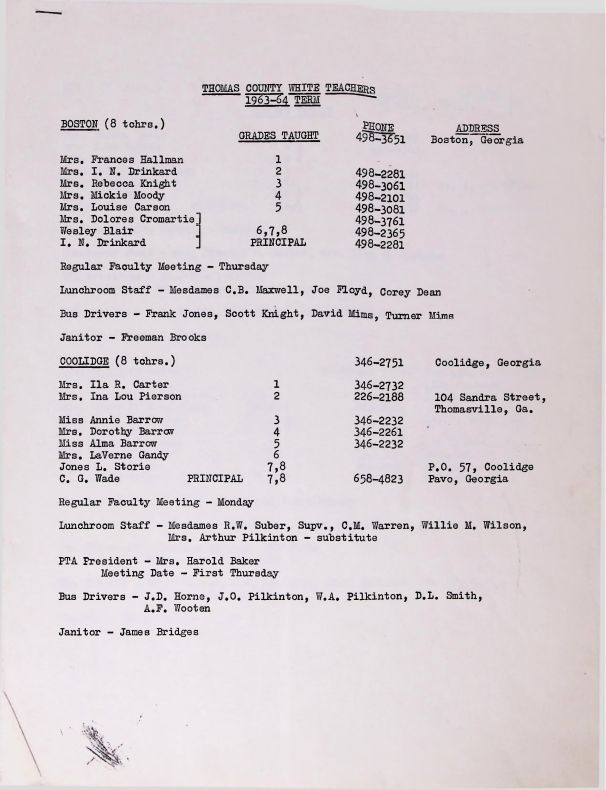 THOMAS COUNTY WHITE TEACHERS
1963-64 TERM
BOSTON (8 tchrs.) GRADES TAUGHT PHONE ADDRESS
498-3651 Boston, Georgia
Mrs. Frances Hallman 1
Mrs. I. N. Drinkard 2 498-2281
Mrs. Rebecca Knight 3 498-3061
Mrs. Mickie Moody 4 498-2101
Mrs. Louise Carson 5 498-3081
Mrs. Dolores Cromartie] 498-3761
Wesley Blair ] 6,7,8 498-2365
I. N. Drinkard ] PRINCIPAL 498-2281
Regular Faculty Meeting - Thursday
Lunchroom Staff - Mesdames C.B. Maxwell, Joe Floyd, Corey Dean
Bus Drivers - Frank Jones, Scott Knight, David Mims, Turner Mims
Janitor - Freeman Brooks
COOLIDGE (8 tchrs.) 346-2751 Coolidge, Georgia
Mrs. Ila R. Carter 1 346-2732
Mrs. Ina Lou Pierson 2 226-2188 104 Sandra Street,
Thomasville, Ga.
Miss Annie Barrow 3 346-2232
Mrs. Dorothy Barrow 4 346-2261
Miss Alma Barrow 5 346-2232
Mrs. LaVerne Gandy 6
Jones L. Storie 7,8 P.O. 57, Coolidge
C. G. Wade PRINCIPAL 7,8 658-4823 Pavo, Georgia
Regular Faculty Meeting - Monday
Lunchroom Staff - Mesdames R.W. Suber, Supv., C.M. Warren, Willie M. Wilson,
Mrs. Arthur Pilkinton - substitute
PTA President - Mrs. Harold Baker
Meeting Date - First Thursday
Bus Drivers - J.D. Horne, J.O. Pilkinton, W.A. Pilkinton, D.L. Smith,
A.F. Wooten
Janitor - James Bridges